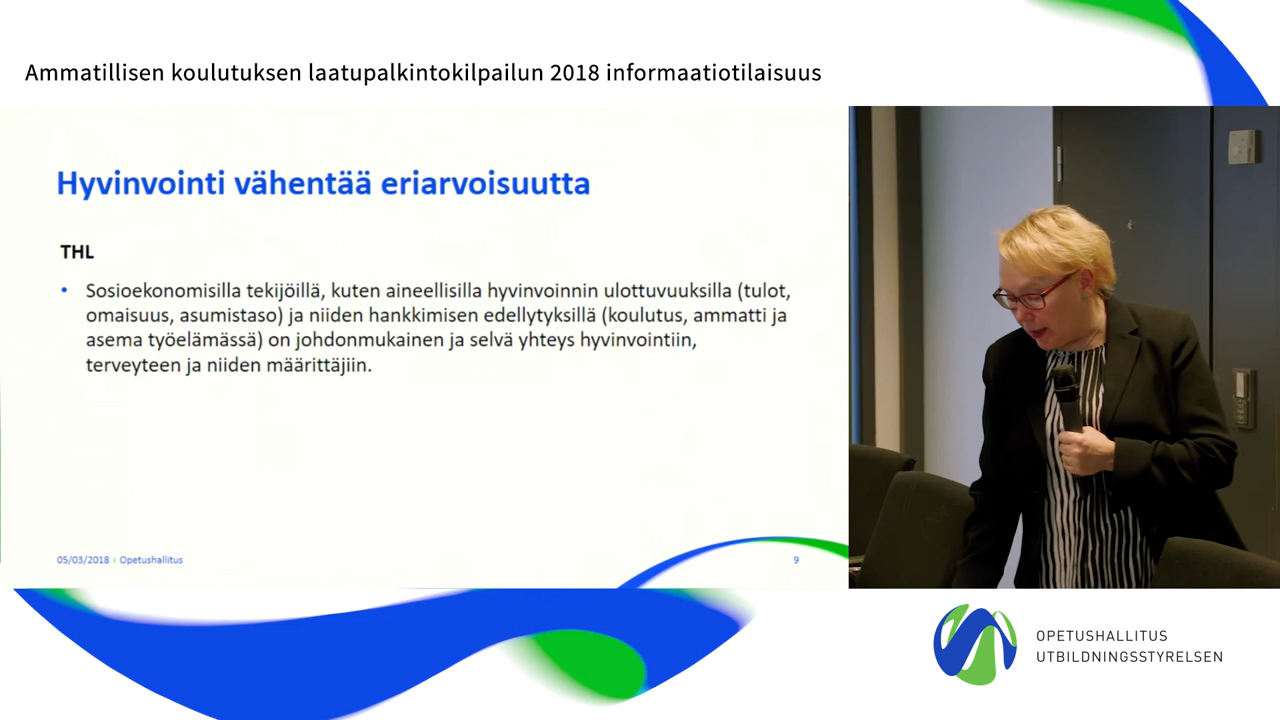 Ammatillisen koulutuksen laatupalkintokilpailun 2018 informaatiotilaisuus
Hyvinvointi vähentää eriarvoisuutta
THL
• Sosioekonomisilla tekijöillä, kuten aineellisilla hyvinvoinnin ulottuvuuksilla (tulot,
omaisuus, asumistaso) ja niiden hankkimisen edellytyksillä (koulutus, ammatti ja
asema työelämässä) on johdonmukainen ja selvä yhteys hyvinvointiin,
terveyteen ja niiden määrittäjiin.
05/03/2018 | Opetushallitus
9
OPETUSHALLITUS
UTBILDNINGSSTYRELSEN